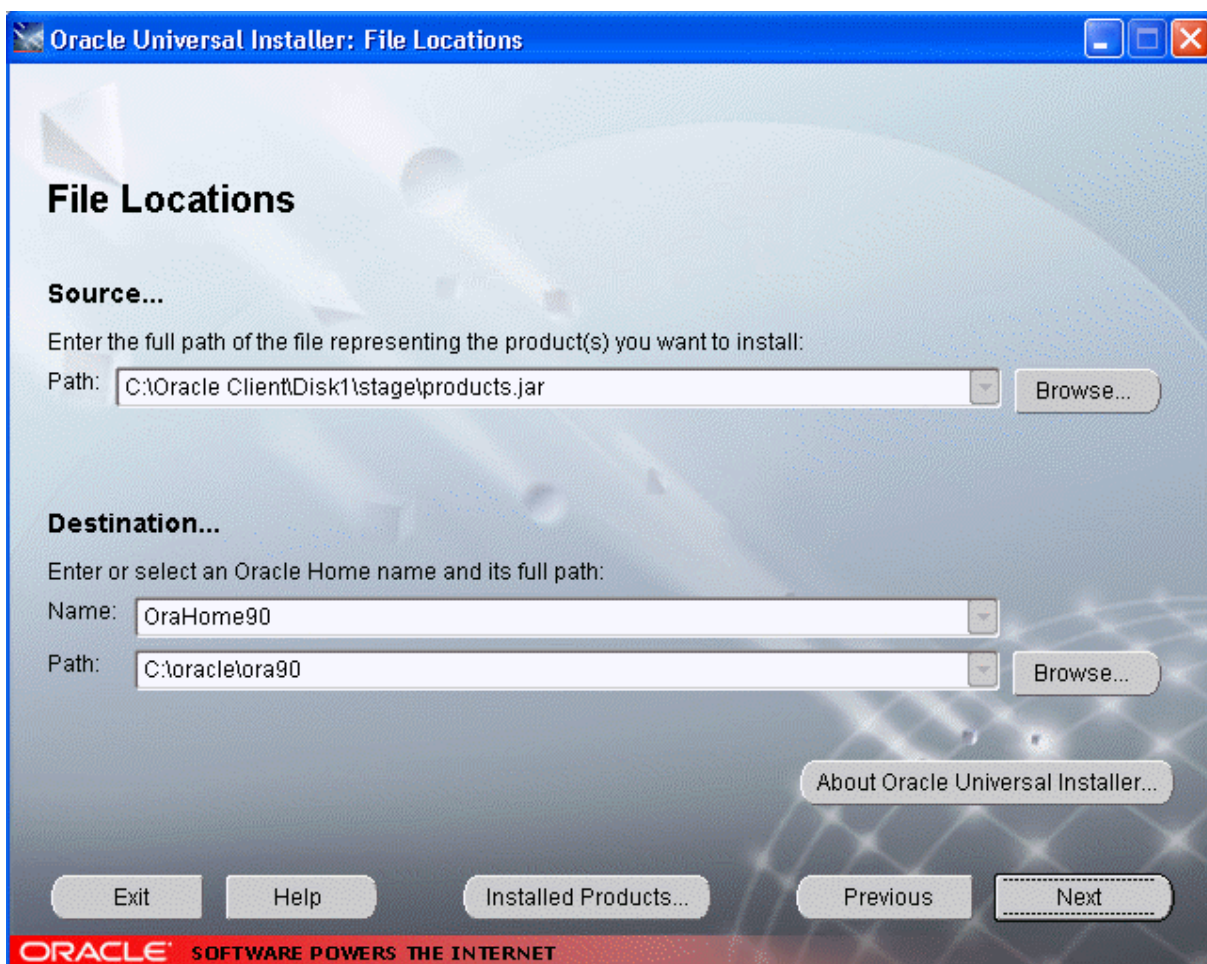 Oracle Universal Installer: File Locations
File Locations
Source...
Enter the full path of the file representing the product(s) you want to install:
Path: C:\Oracle Client\Disk1\stage\products.jar Browse...
Destination...
Enter or select an Oracle Home name and its full path:
Name: OraHome90
Path: C:\oracle\ora90 Browse...
About Oracle Universal Installer...
Exit Help Installed Products... Previous Next
ORACLE SOFTWARE POWERS THE INTERNET